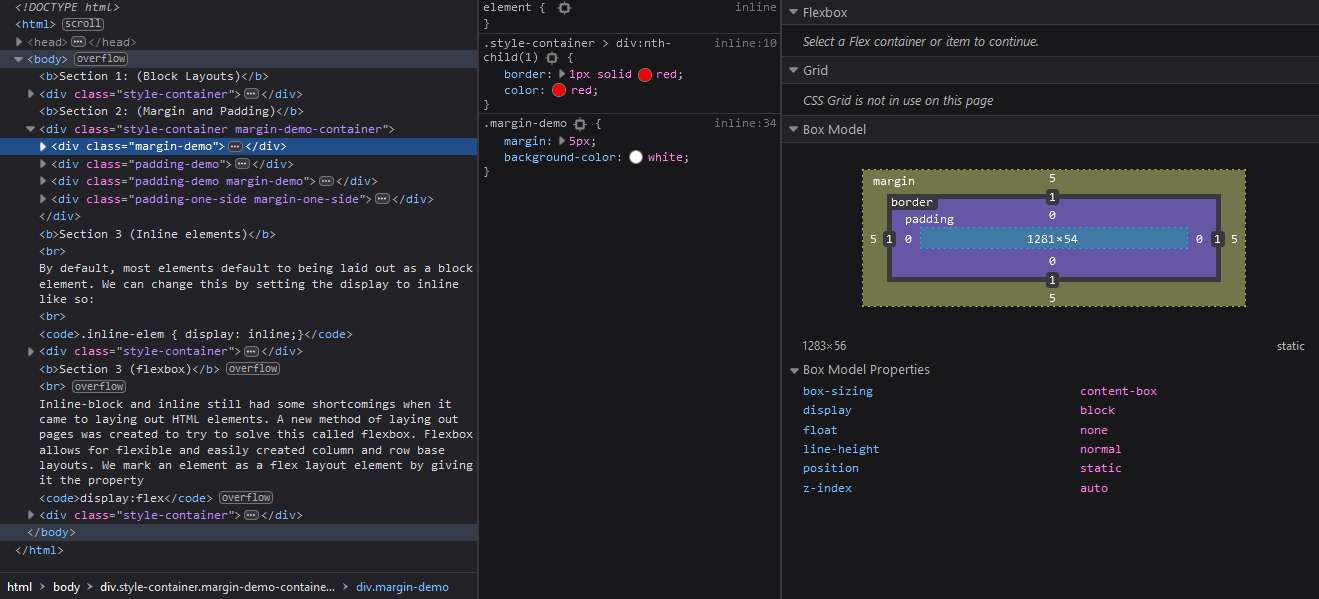 <!DOCTYPE html>
<html> scroll
<head> ⋯ </head>
<body> overflow
<b>Section 1: (Block Layouts)</b>
<div class="style-container"> ⋯ </div>
<b>Section 2: (Margin and Padding)</b>
<div class="style-container margin-demo-container">
<div class="margin-demo"> ⋯ </div>
<div class="padding-demo"> ⋯ </div>
<div class="padding-demo margin-demo"> ⋯ </div>
<div class="padding-one-side margin-one-side"> ⋯ </div>
</div>
<b>Section 3 (Inline elements)</b>
<br>
By default, most elements default to being laid out as a block
element. We can change this by setting the display to inline
like so:
<br>
<code>.inline-elem { display: inline;}</code>
<div class="style-container"> ⋯ </div>
<b>Section 3 (flexbox)</b> overflow
<br> overflow
Inline-block and inline still had some shortcomings when it
came to laying out HTML elements. A new method of laying out
pages was created to try to solve this called flexbox. Flexbox
allows for flexible and easily created column and row base
layouts. We mark an element as a flex layout element by giving
it the property
<code>display:flex</code> overflow
<div class="style-container"> ⋯ </div>
</body>
</html>
html > body > div.style-container.margin-demo-containe... > div.margin-demo
element { inline
}
.style-container > div:nth- inline:10
child(1) {
border: 1px solid red;
color: red;
}
.margin-demo { inline:34
margin: 5px;
background-color: white;
}
Flexbox
Select a Flex container or item to continue.
Grid
CSS Grid is not in use on this page
Box Model
margin 5
border 1
padding 0
5 1 0 1281×54 0 1 5
0
1
5
1283×56 static
Box Model Properties
box-sizing content-box
display block
float none
line-height normal
position static
z-index auto